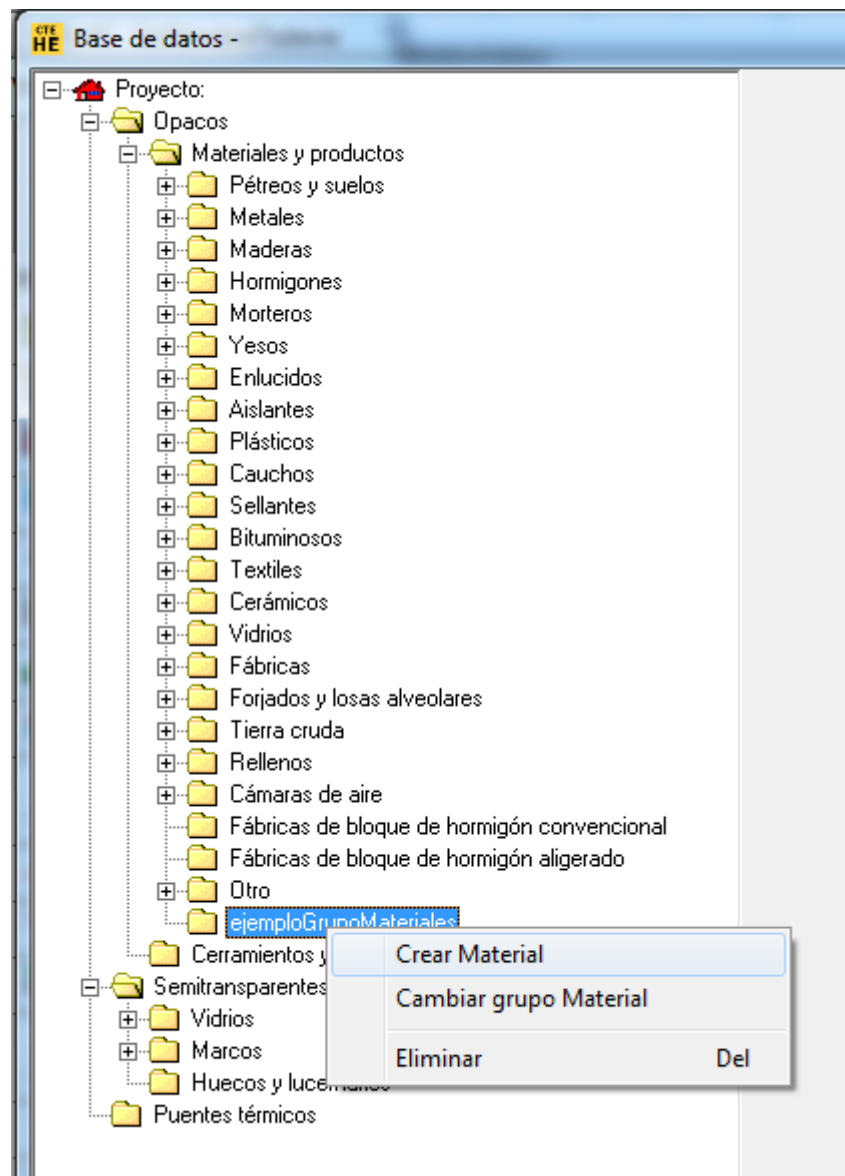 CTE
HE Base de datos -
Proyecto:
Opacos
Materiales y productos
Pétreos y suelos
Metales
Maderas
Hormigones
Morteros
Yesos
Enlucidos
Aislantes
Plásticos
Cauchos
Sellantes
Bituminosos
Textiles
Cerámicos
Vidrios
Fábricas
Forjados y losas alveolares
Tierra cruda
Rellenos
Cámaras de aire
Fábricas de bloque de hormigón convencional
Fábricas de bloque de hormigón aligerado
Otro
ejemploGrupoMateriales
Cerramientos y
Crear Material
Cambiar grupo Material
Eliminar Del
Semitransparentes
Vidrios
Marcos
Huecos y lucernarios
Puentes térmicos